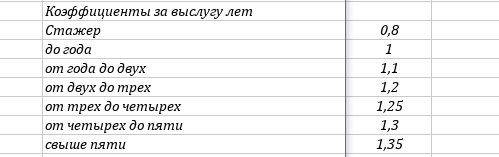 Коэффициенты за выслугу лет
Стажер 0,8
до года 1
от года до двух 1,1
от двух до трех 1,2
от трех до четырех 1,25
от четырех до пяти 1,3
свыше пяти 1,35